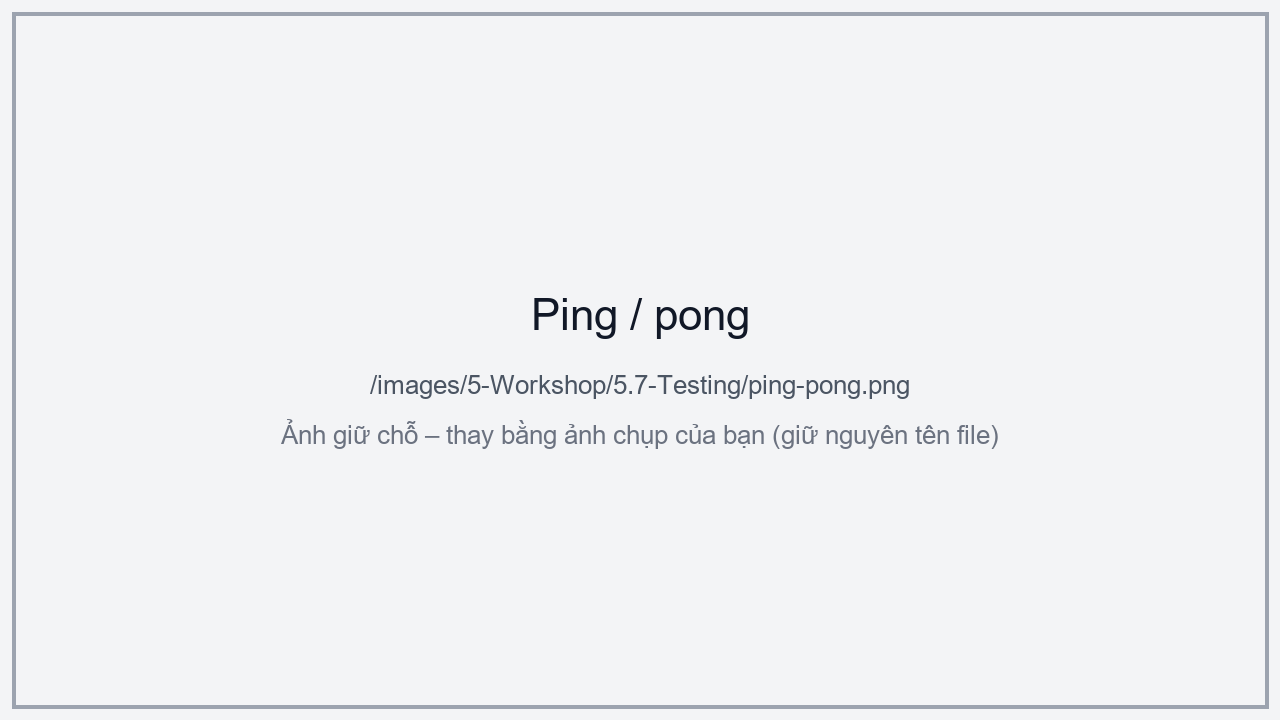 Ping / pong
/images/5-Workshop/5.7-Testing/ping-pong.png
Ảnh giữ chỗ – thay bằng ảnh chụp của bạn (giữ nguyên tên file)